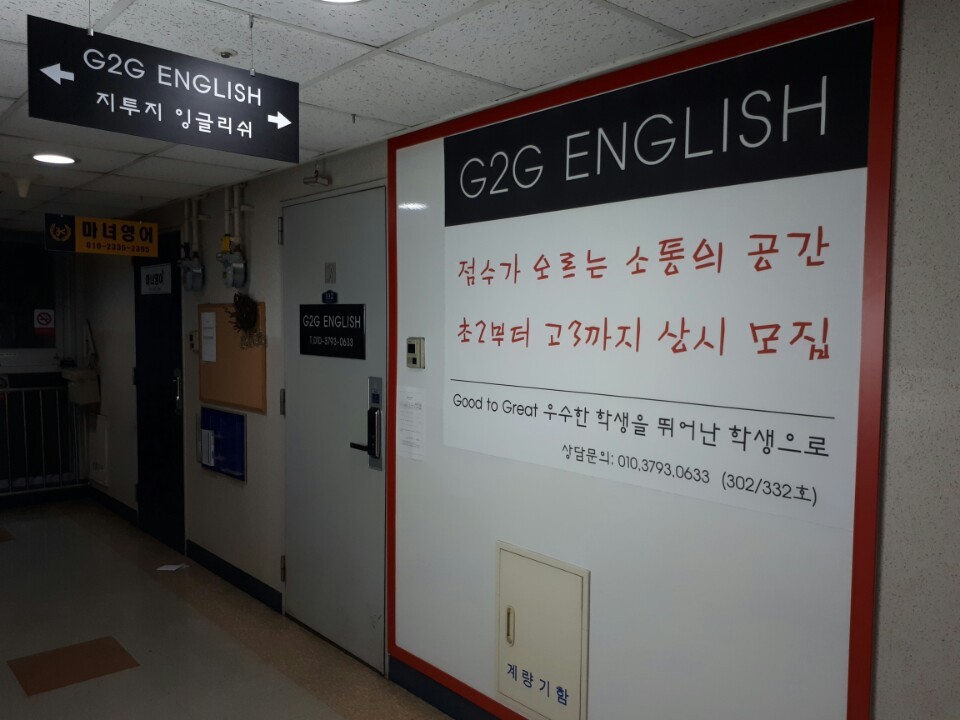 G2G ENGLISH
지투지 잉글리쉬
마녀영어
G2G ENGLISH
T.010-3793-0633
G2G ENGLISH
점수가 오르는 소통의 공간
초2부터 고3까지 상시 모집
Good to Great 우수한 학생을 뛰어난 학생으로
상담문의: 010.3793.0633 (302/332호)
계량기함